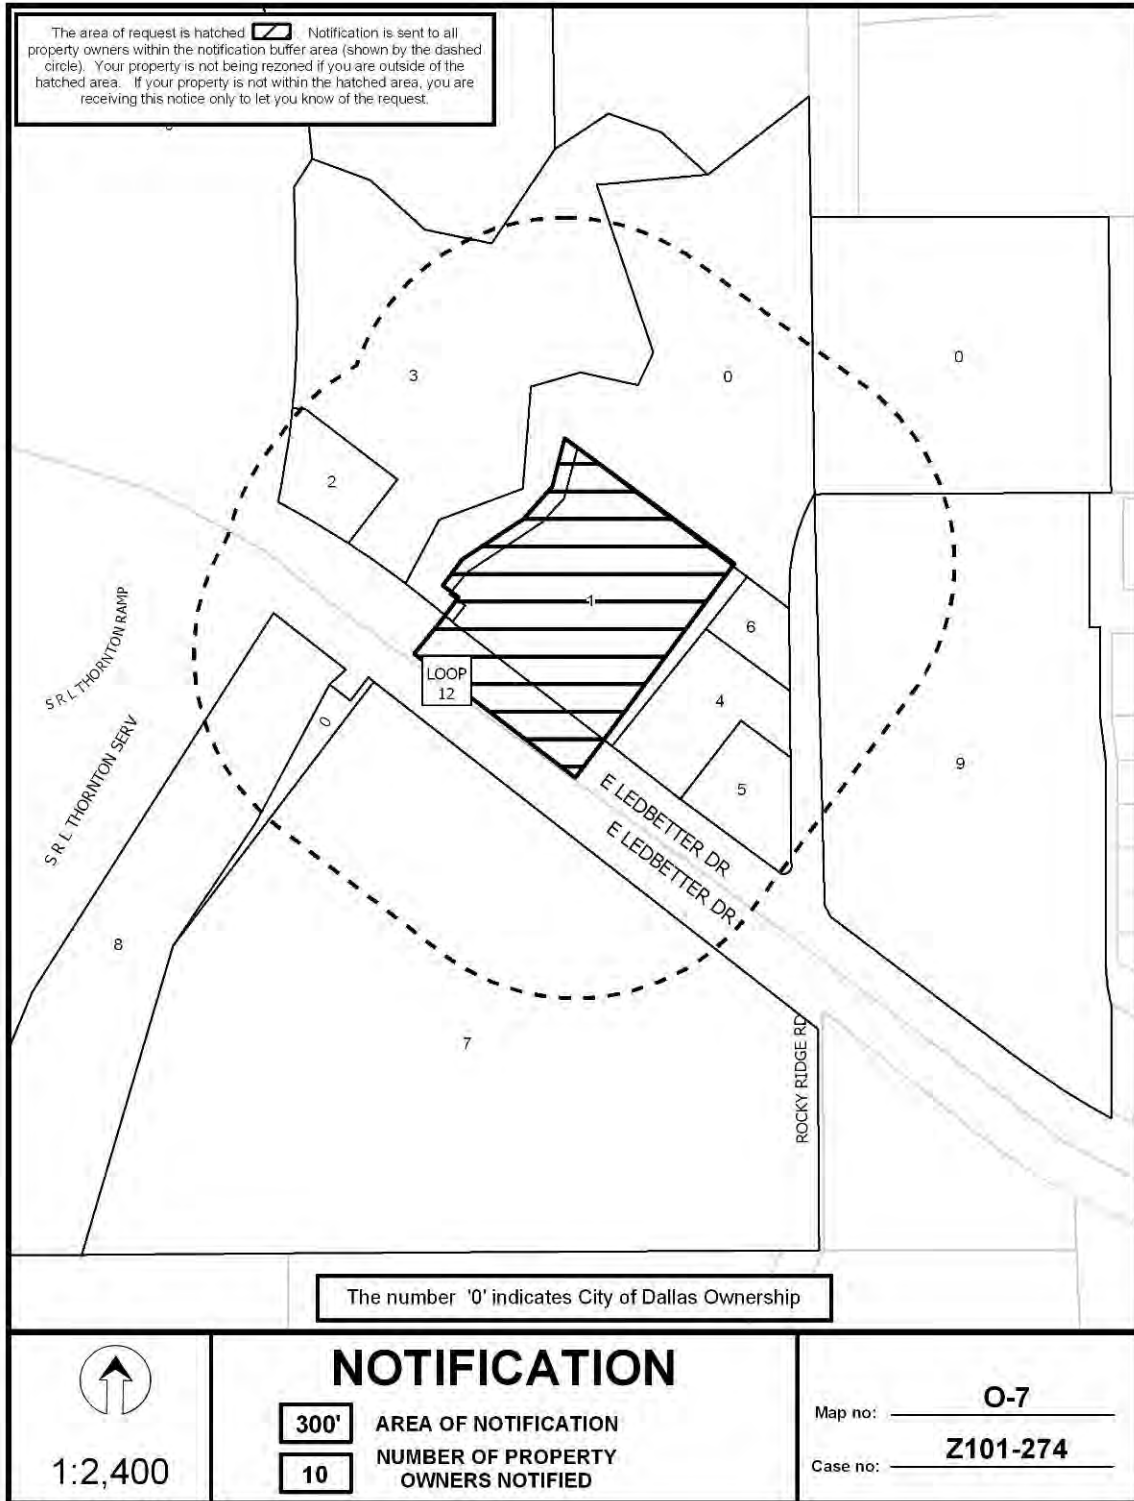 The area of request is hatched Notification is sent to all
property owners within the notification buffer area (shown by the dashed
circle). Your property is not being rezoned if you are outside of the
hatched area. If your property is not within the hatched area, you are
receiving this notice only to let you know of the request.
3
0
0
2
1
6
S R L THORNTON RAMP
LOOP
12
4
0
S R L THORNTON SERV
9
5
E LEDBETTER DR
E LEDBETTER DR
8
7
ROCKY RIDGE RD
The number '0' indicates City of Dallas Ownership
1:2,400
NOTIFICATION
300' AREA OF NOTIFICATION
10 NUMBER OF PROPERTY
OWNERS NOTIFIED
Map no: O-7
Case no: Z101-274